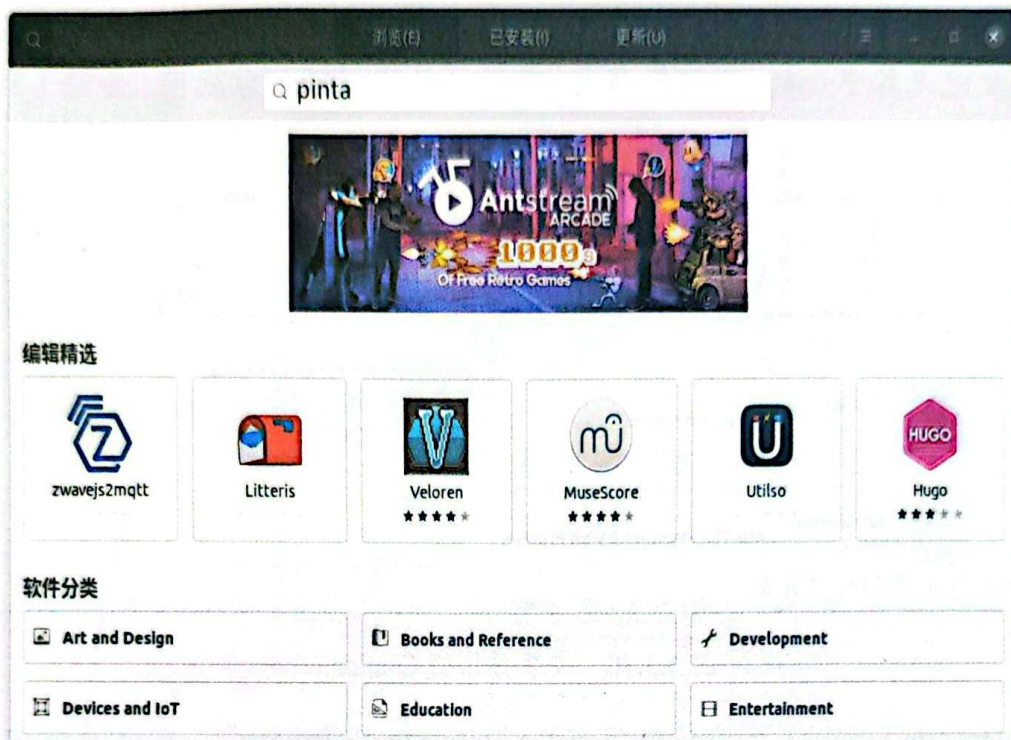 浏览(E) 已安装(I) 更新(U)
pinta
Antstream
ARCADE
1000s
Of Free Retro Games
编辑精选
zwavejs2mqtt Litteris Veloren MuseScore Utilso Hugo
HUGO
软件分类
Art and Design Books and Reference Development
Devices and IoT Education Entertainment